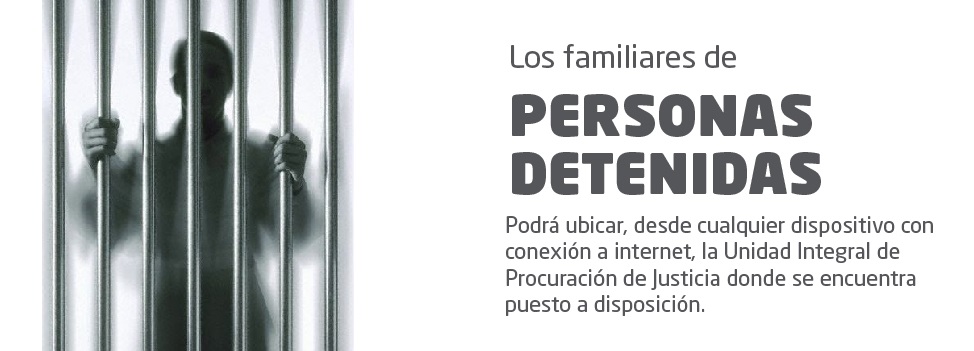 Los familiares de
PERSONAS
DETENIDAS
Podrá ubicar, desde cualquier dispositivo con
conexión a internet, la Unidad Integral de
Procuración de Justicia donde se encuentra
puesto a disposición.